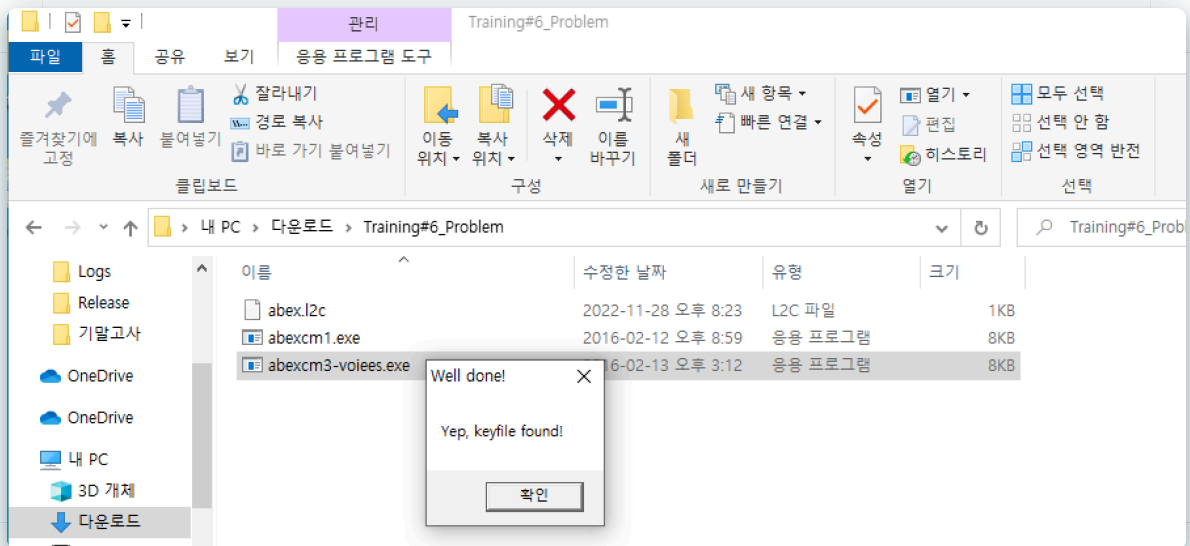 관리
Training#6_Problem
파일
홈
공유
보기
응용 프로그램 도구
즐겨찾기에
고정
복사
붙여넣기
잘라내기
경로 복사
바로 가기 붙여넣기
클립보드
이동
위치
복사
위치
삭제
이름
바꾸기
구성
새
폴더
새 항목
빠른 연결
새로 만들기
속성
열기
편집
히스토리
열기
모두 선택
선택 안 함
선택 영역 반전
선택
내 PC > 다운로드 > Training#6_Problem
Training#6_Probl
Logs
Release
기말고사
OneDrive
OneDrive
내 PC
3D 개체
다운로드
이름 수정한 날짜 유형 크기
abex.l2c 2022-11-28 오후 8:23 L2C 파일 1KB
abexcm1.exe 2016-02-12 오후 8:59 응용 프로그램 8KB
abexcm3-voiees.exe 16-02-13 오후 3:12 응용 프로그램 8KB
Well done!
Yep, keyfile found!
확인